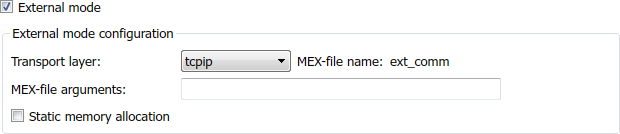 External mode
External mode configuration
Transport layer: tcpip MEX-file name: ext_comm
MEX-file arguments:
Static memory allocation